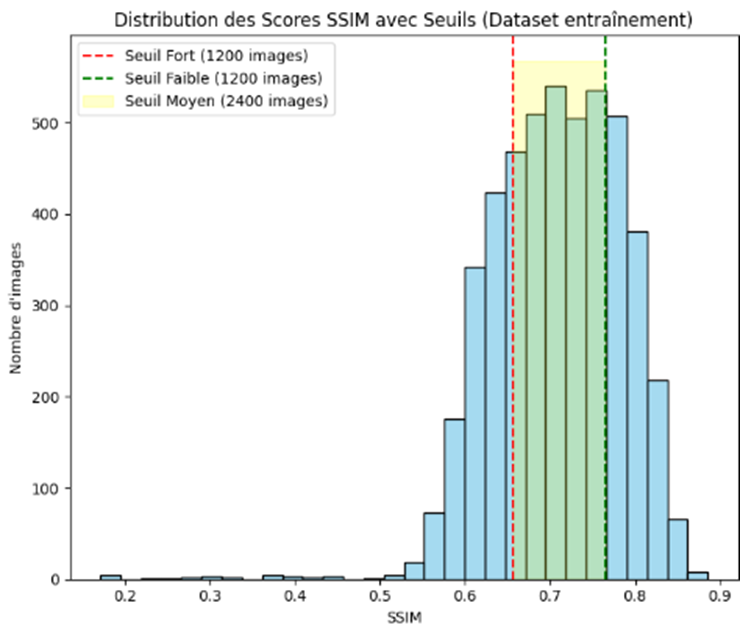 Distribution des Scores SSIM avec Seuils (Dataset entraînement)
Seuil Fort (1200 images)
Seuil Faible (1200 images)
Seuil Moyen (2400 images)
Nombre d'images
500
400
300
200
100
0
0.2 0.3 0.4 0.5 0.6 0.7 0.8 0.9
SSIM